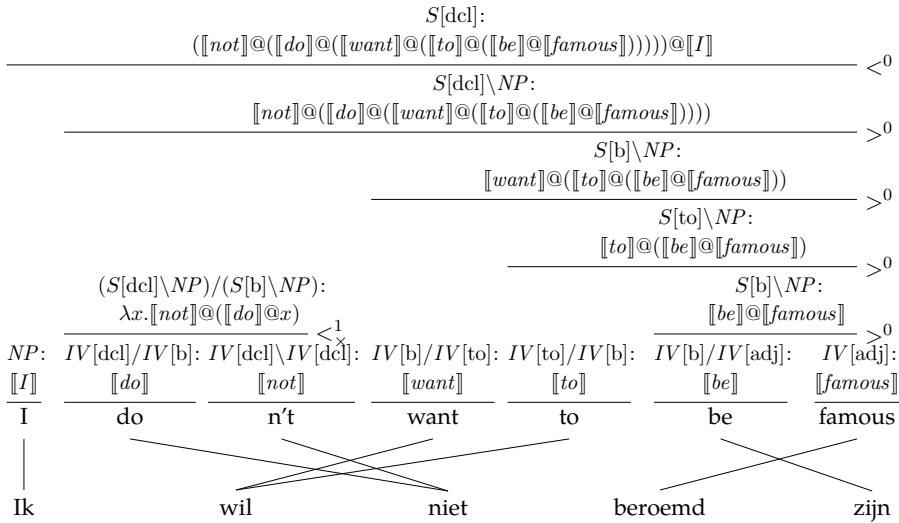 S[dcl]:
(⟦not⟧@(⟦do⟧@(⟦want⟧@(⟦to⟧@(⟦be⟧@⟦famous⟧)))))@⟦I⟧
<⁰
S[dcl]\NP:
⟦not⟧@(⟦do⟧@(⟦want⟧@(⟦to⟧@(⟦be⟧@⟦famous⟧))))
>⁰
S[b]\NP:
⟦want⟧@(⟦to⟧@(⟦be⟧@⟦famous⟧))
>⁰
S[to]\NP:
⟦to⟧@(⟦be⟧@⟦famous⟧)
>⁰
(S[dcl]\NP)/(S[b]\NP): S[b]\NP:
λx.⟦not⟧@(⟦do⟧@x) ⟦be⟧@⟦famous⟧
<¹× >⁰
NP: IV[dcl]/IV[b]: IV[dcl]\IV[dcl]: IV[b]/IV[to]: IV[to]/IV[b]: IV[b]/IV[adj]: IV[adj]:
⟦I⟧ ⟦do⟧ ⟦not⟧ ⟦want⟧ ⟦to⟧ ⟦be⟧ ⟦famous⟧
I do n't want to be famous
Ik wil niet beroemd zijn